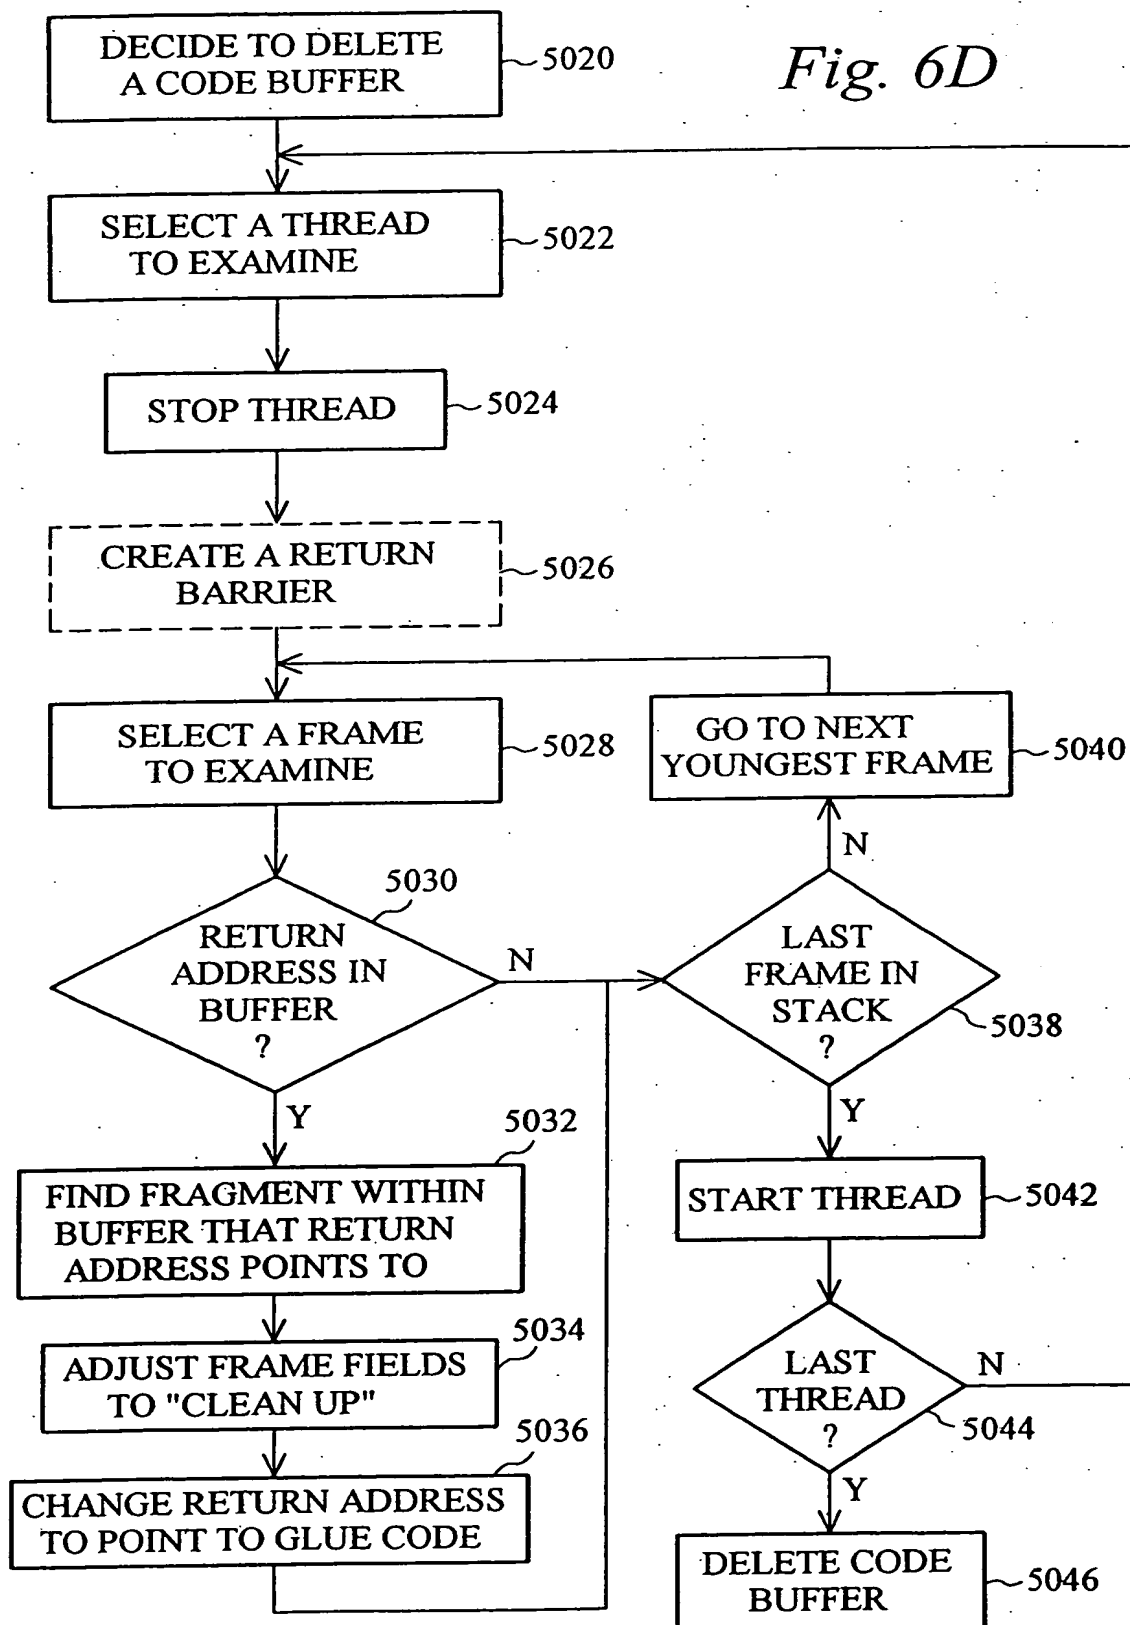 Fig. 6D
DECIDE TO DELETE
A CODE BUFFER
5020
SELECT A THREAD
TO EXAMINE
5022
STOP THREAD
5024
CREATE A RETURN
BARRIER
5026
SELECT A FRAME
TO EXAMINE
5028
GO TO NEXT
YOUNGEST FRAME
5040
N
5030
RETURN
ADDRESS IN
BUFFER
?
N
LAST
FRAME IN
STACK
?
5038
Y
Y
5032
FIND FRAGMENT WITHIN
BUFFER THAT RETURN
ADDRESS POINTS TO
START THREAD
5042
5034
ADJUST FRAME FIELDS
TO "CLEAN UP"
LAST
THREAD
?
N
5044
5036
CHANGE RETURN ADDRESS
TO POINT TO GLUE CODE
Y
DELETE CODE
BUFFER
5046